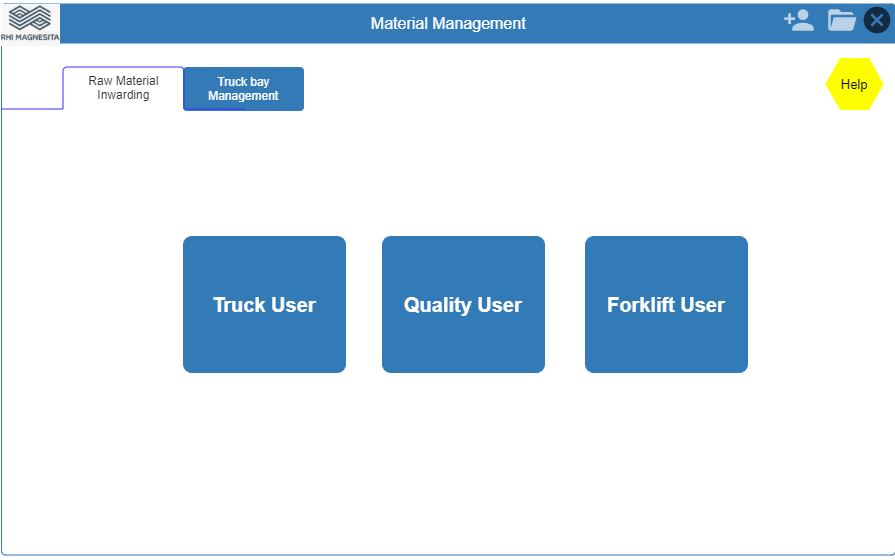 Material Management
RHI MAGNESITA
Raw Material
Inwarding
Truck bay
Management
Help
Truck User
Quality User
Forklift User